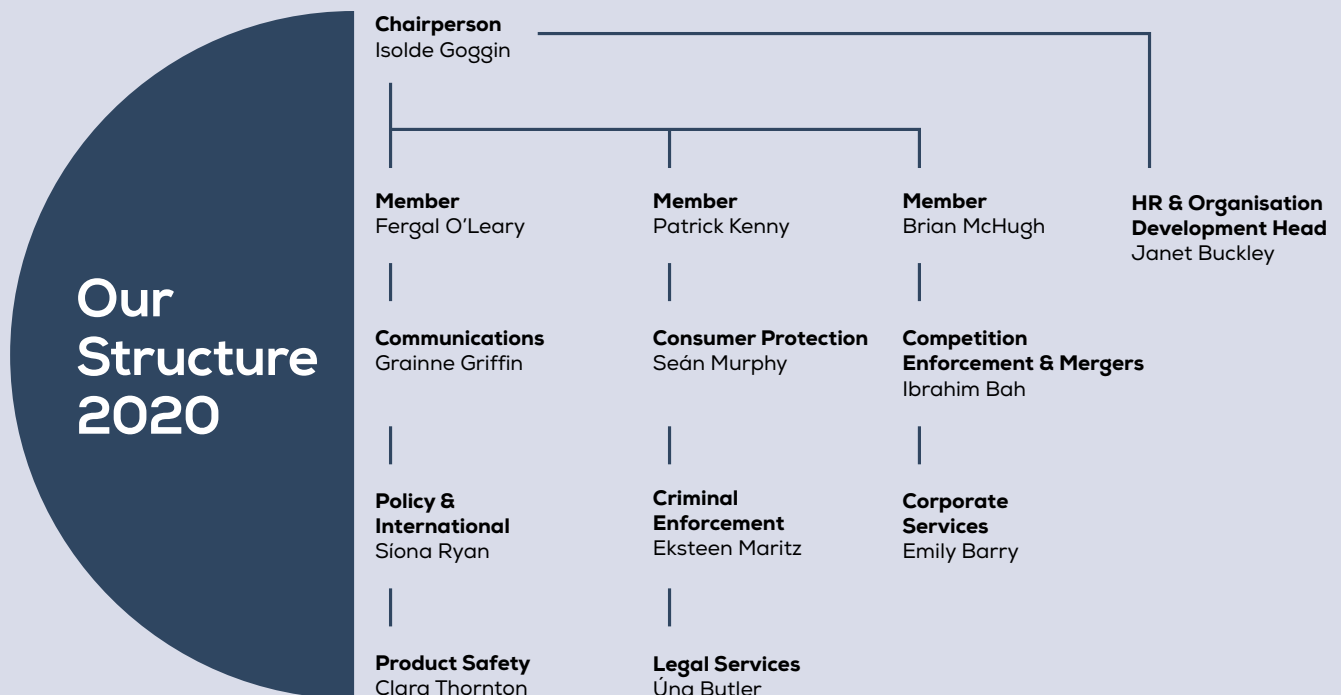 Our
Structure
2020
Chairperson
Isolde Goggin
Member
Fergal O’Leary
Member
Patrick Kenny
Member
Brian McHugh
HR & Organisation
Development Head
Janet Buckley
Communications
Grainne Griffin
Consumer Protection
Seán Murphy
Competition
Enforcement & Mergers
Ibrahim Bah
Policy &
International
Síona Ryan
Criminal
Enforcement
Eksteen Maritz
Corporate
Services
Emily Barry
Product Safety
Clara Thornton
Legal Services
Úna Butler